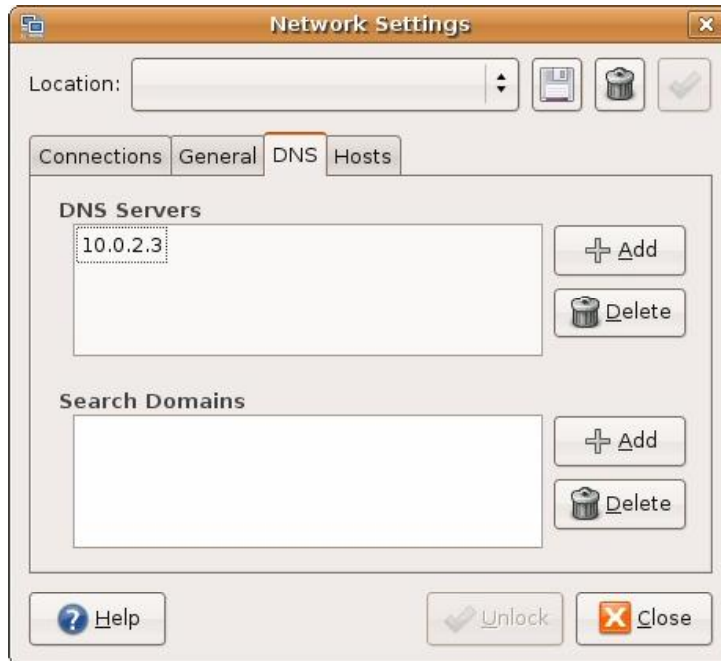 Network Settings
Location:
Connections General DNS Hosts
DNS Servers
10.0.2.3
Add
Delete
Search Domains
Add
Delete
Help Unlock Close